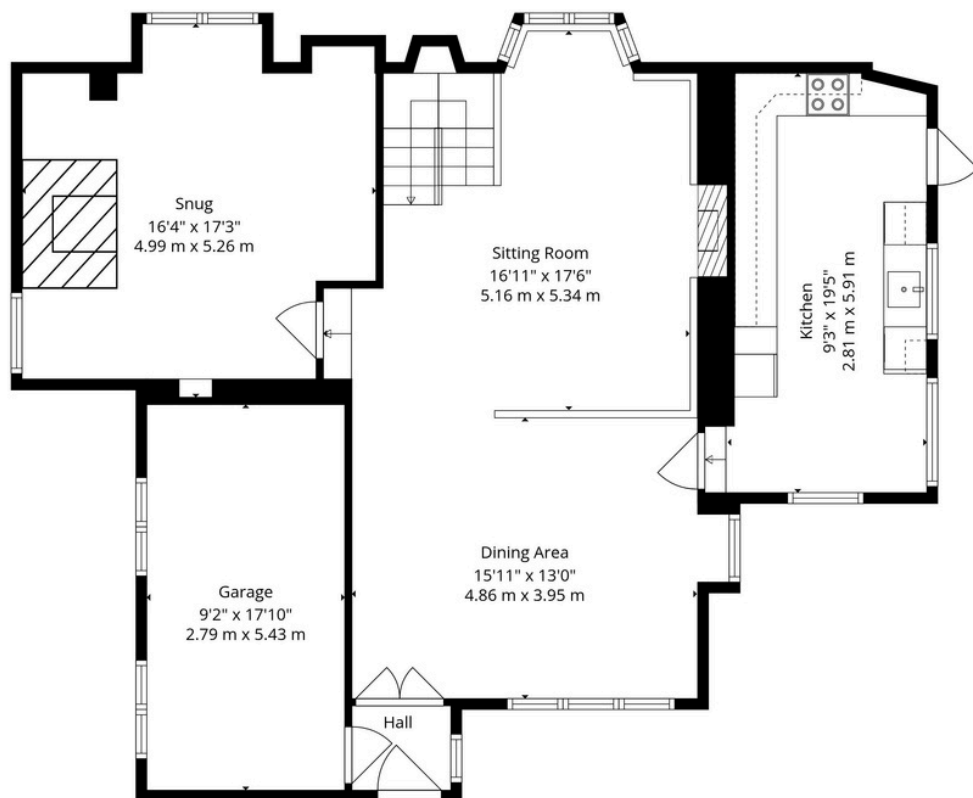 Snug
16'4" x 17'3"
4.99 m x 5.26 m
Sitting Room
16'11" x 17'6"
5.16 m x 5.34 m
Kitchen
9'3" x 19'5"
2.81 m x 5.91 m
Dining Area
15'11" x 13'0"
4.86 m x 3.95 m
Garage
9'2" x 17'10"
2.79 m x 5.43 m
Hall